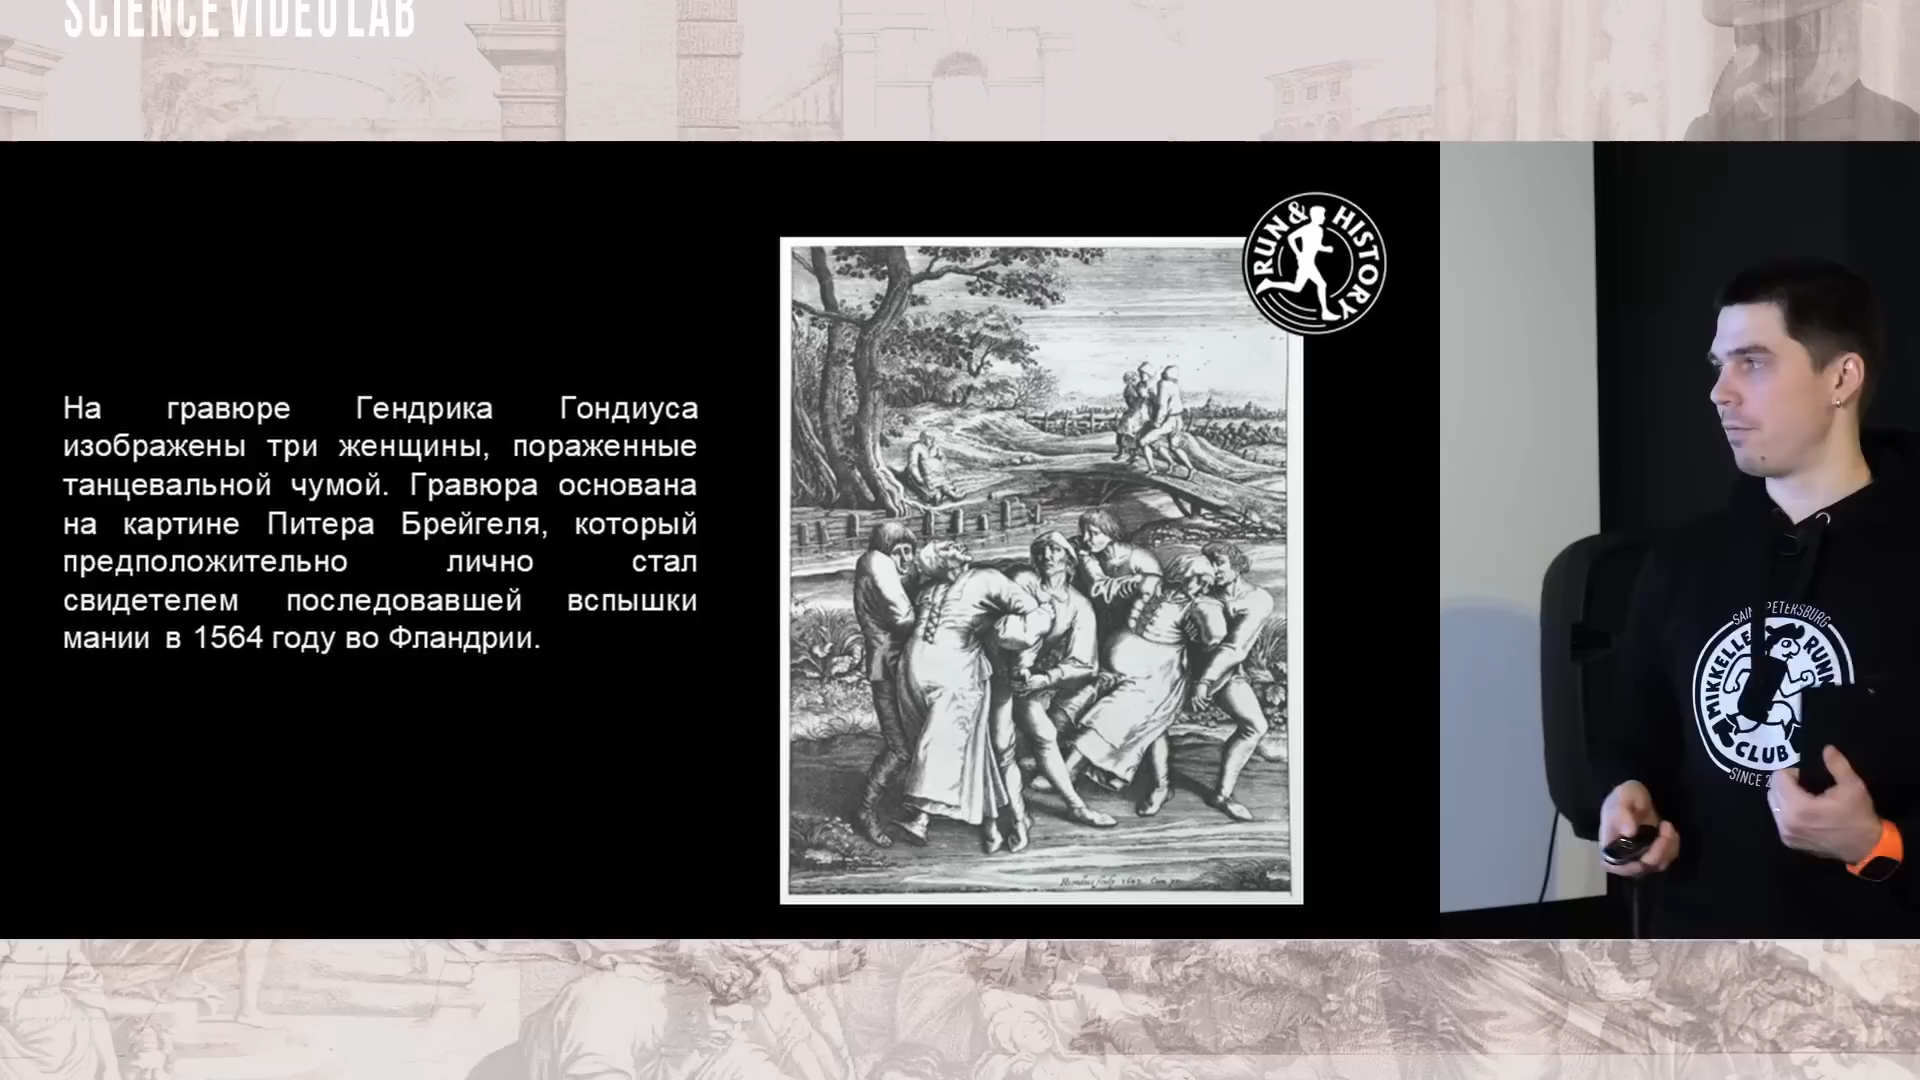 SCIENCE VIDEO LAB
RUN & HISTORY
На гравюре Гендрика Гондиуса
изображены три женщины, пораженные
танцевальной чумой. Гравюра основана
на картине Питера Брейгеля, который
предположительно лично стал
свидетелем последовавшей вспышки
мании в 1564 году во Фландрии.
SAINT PETERSBURG
MIKKELLER RUNN
CLUB
SINCE 2